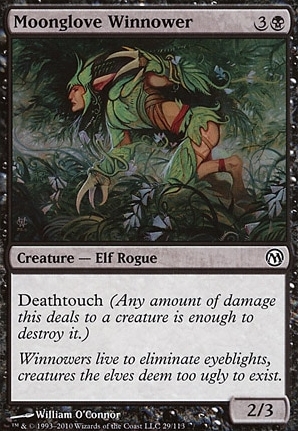 Moonglove Winnower 3
Creature — Elf Rogue
Deathtouch (Any amount of damage
this deals to a creature is enough to
destroy it.)
Winnowers live to eliminate eyeblights,
creatures the elves deem too ugly to exist.
2/3
William O'Connor
™ & © 1993–2010 Wizards of the Coast LLC 29/113